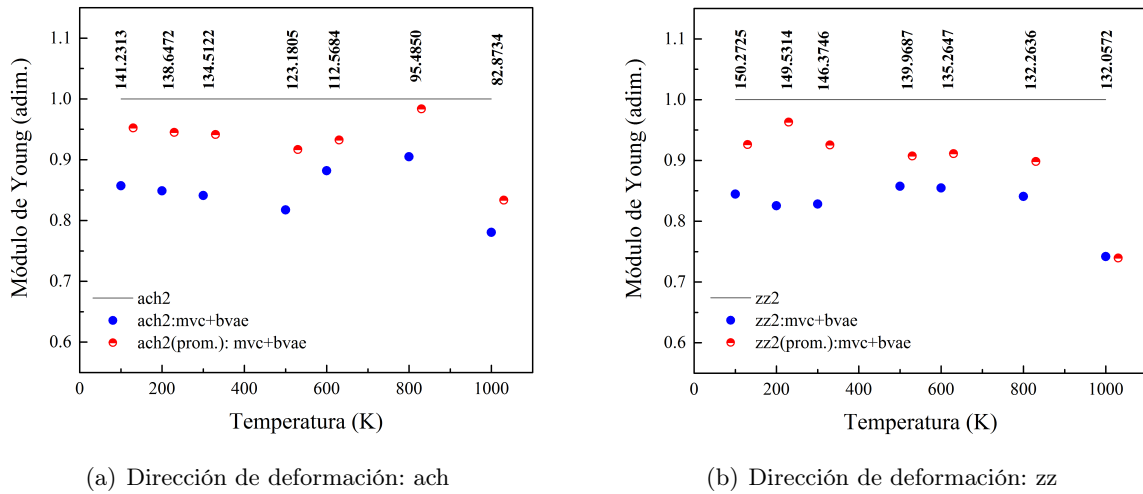 141.2313
138.6472
134.5122
123.1805
112.5684
95.4850
82.8734
1.1
1.0
0.9
0.8
0.7
0.6
Módulo de Young (adim.)
ach2
ach2:mvc+bvae
ach2(prom.): mvc+bvae
0 200 400 600 800 1000
Temperatura (K)
(a) Dirección de deformación: ach
150.2725
149.5314
146.3746
139.9687
135.2647
132.2636
132.0572
1.1
1.0
0.9
0.8
0.7
0.6
Módulo de Young (adim.)
zz2
zz2:mvc+bvae
zz2(prom.):mvc+bvae
0 200 400 600 800 1000
Temperatura (K)
(b) Dirección de deformación: zz